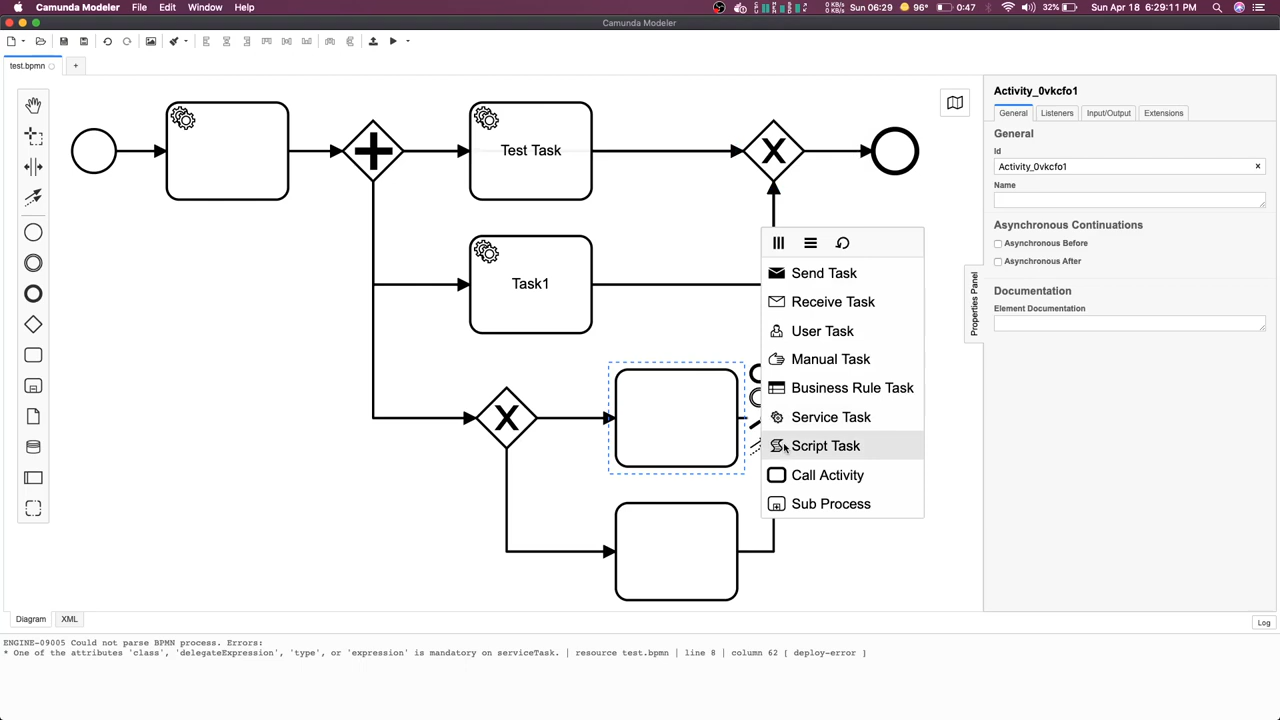 Camunda Modeler File Edit Window Help
0 KB/s
0 KB/s
Sun 06:29 96° 0:47 32% Sun Apr 18 6:29:11 PM
Camunda Modeler
test.bpmn
+
Test Task
Task1
X
X
Send Task
Receive Task
User Task
Manual Task
Business Rule Task
Service Task
Script Task
Call Activity
Sub Process
Properties Panel
Activity_0vkcfo1
General Listeners Input/Output Extensions
General
Id
Activity_0vkcfo1 ×
Name
Asynchronous Continuations
Asynchronous Before
Asynchronous After
Documentation
Element Documentation
Diagram XML
Log
ENGINE-09005 Could not parse BPMN process. Errors:
* One of the attributes 'class', 'delegateExpression', 'type', or 'expression' is mandatory on serviceTask. | resource test.bpmn | line 8 | column 62 [ deploy-error ]